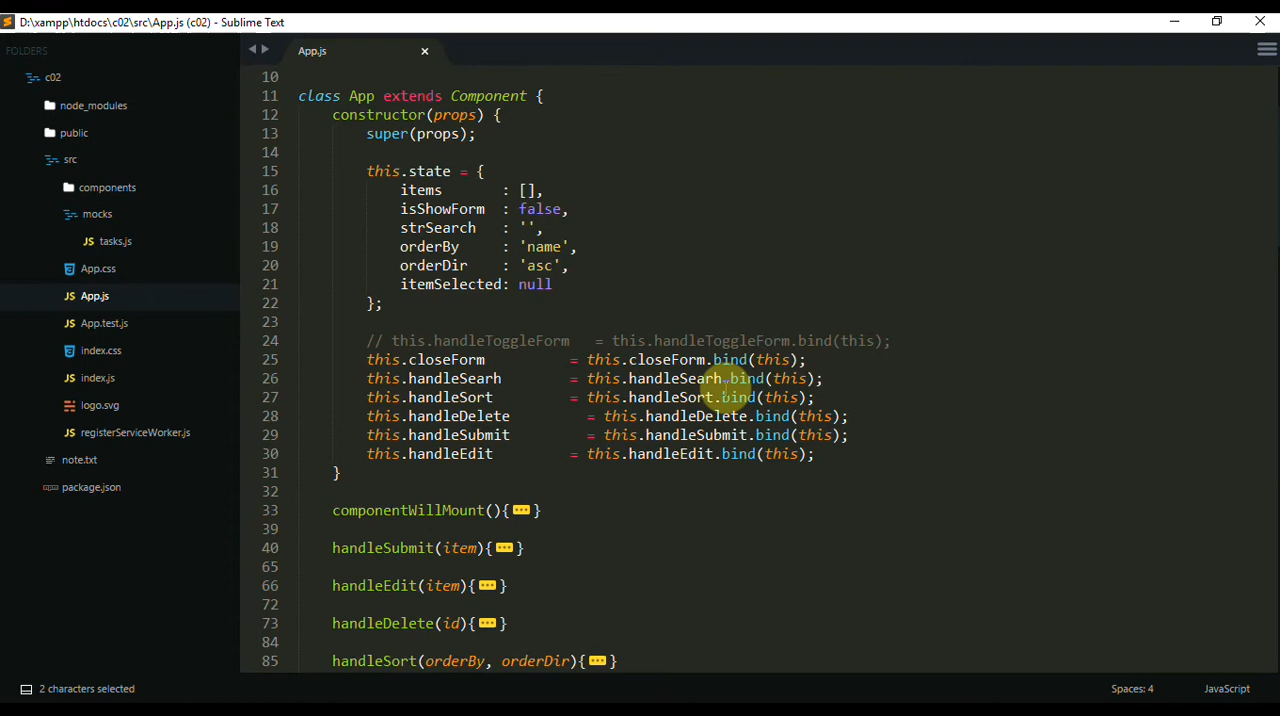 D:\xampp\htdocs\c02\src\App.js (c02) - Sublime Text
FOLDERS
c02
node_modules
public
src
components
mocks
JS tasks.js
App.css
JS App.js
JS App.test.js
index.css
JS index.js
logo.svg
JS registerServiceWorker.js
note.txt
package.json
App.js
10
11 class App extends Component {
12 constructor(props) {
13 super(props);
14
15 this.state = {
16 items : [],
17 isShowForm : false,
18 strSearch : '',
19 orderBy : 'name',
20 orderDir : 'asc',
21 itemSelected: null
22 };
23
24 // this.handleToggleForm = this.handleToggleForm.bind(this);
25 this.closeForm = this.closeForm.bind(this);
26 this.handleSearh = this.handleSearh.bind(this);
27 this.handleSort = this.handleSort.bind(this);
28 this.handleDelete = this.handleDelete.bind(this);
29 this.handleSubmit = this.handleSubmit.bind(this);
30 this.handleEdit = this.handleEdit.bind(this);
31 }
32
33 componentWillMount(){...}
39
40 handleSubmit(item){...}
65
66 handleEdit(item){...}
72
73 handleDelete(id){...}
84
85 handleSort(orderBy, orderDir){...}
2 characters selected
Spaces: 4
JavaScript